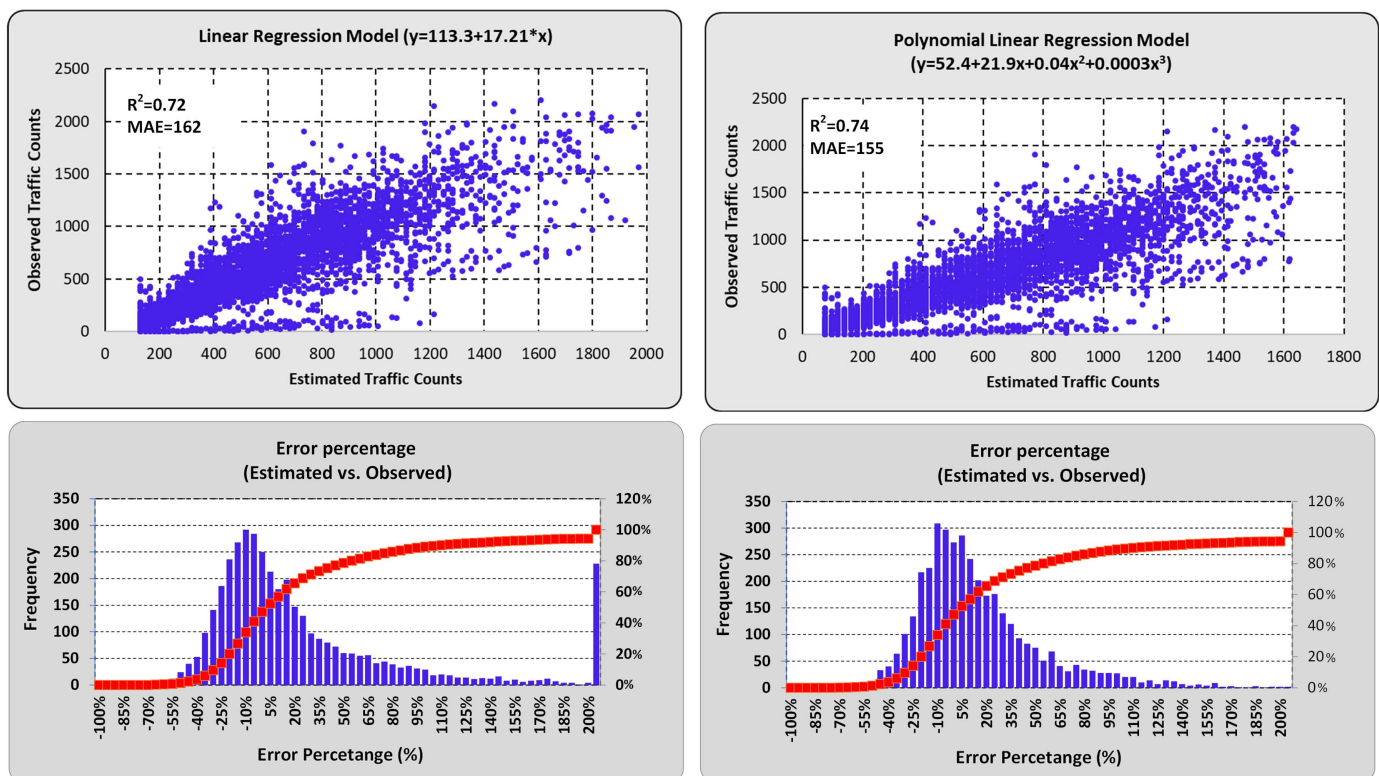 Linear Regression Model (y=113.3+17.21*x)
R²=0.72
MAE=162
Observed Traffic Counts
2500
2000
1500
1000
500
0
0 200 400 600 800 1000 1200 1400 1600 1800 2000
Estimated Traffic Counts
Polynomial Linear Regression Model
(y=52.4+21.9x+0.04x²+0.0003x³)
R²=0.74
MAE=155
Observed Traffic Counts
2500
2000
1500
1000
500
0
0 200 400 600 800 1000 1200 1400 1600 1800
Estimated Traffic Counts
Error percentage
(Estimated vs. Observed)
Frequency
350
300
250
200
150
100
50
0
120%
100%
80%
60%
40%
20%
0%
-100% -85% -70% -55% -40% -25% -10% 5% 20% 35% 50% 65% 80% 95% 110% 125% 140% 155% 170% 185% 200%
Error Percetange (%)
Error percentage
(Estimated vs. Observed)
Frequency
350
300
250
200
150
100
50
0
120%
100%
80%
60%
40%
20%
0%
-100% -85% -70% -55% -40% -25% -10% 5% 20% 35% 50% 65% 80% 95% 110% 125% 140% 155% 170% 185% 200%
Error Percetange (%)